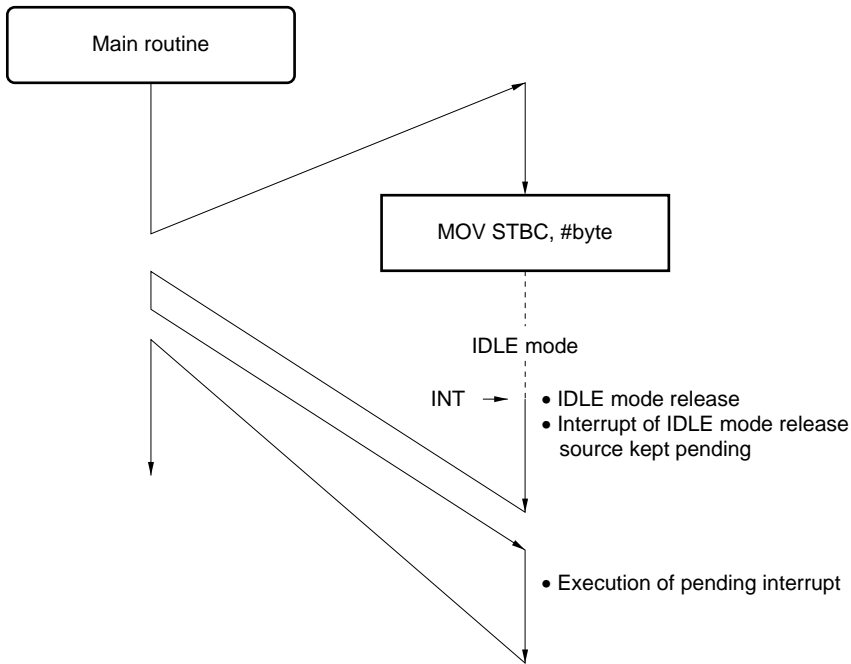 Main routine
MOV STBC, #byte
IDLE mode
INT
• IDLE mode release
• Interrupt of IDLE mode release
source kept pending
• Execution of pending interrupt